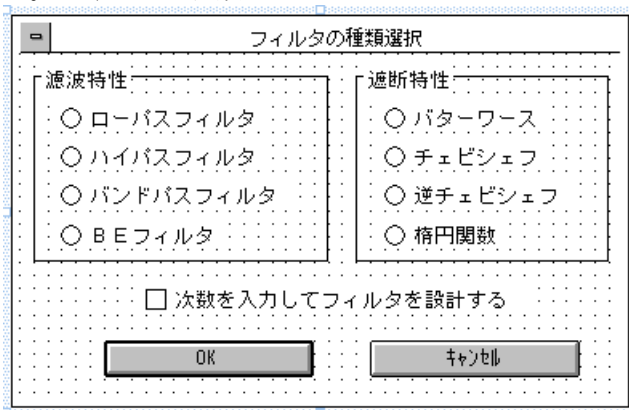 フィルタの種類選択
濾波特性
ローパスフィルタ
ハイパスフィルタ
バンドパスフィルタ
ＢＥフィルタ
遮断特性
バターワース
チェビシェフ
逆チェビシェフ
楕円関数
次数を入力してフィルタを設計する
OK
ｷｬﾝｾﾙ